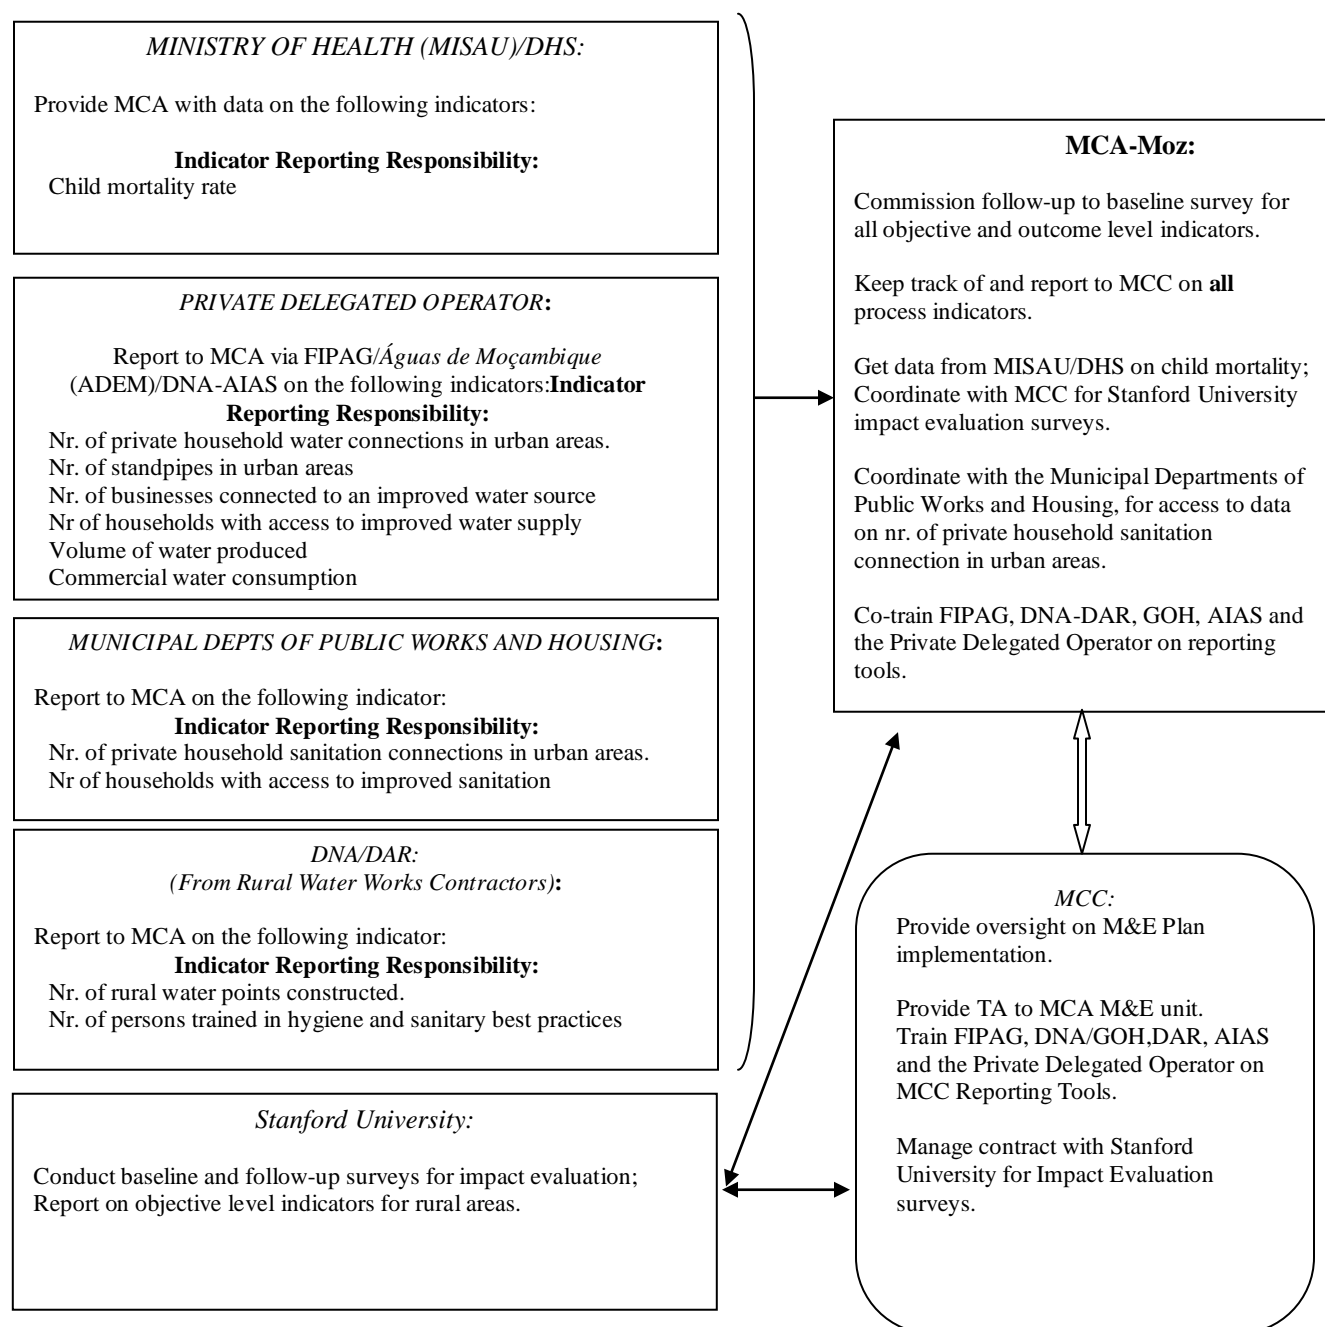 MINISTRY OF HEALTH (MISAU)/DHS:
Provide MCA with data on the following indicators:
Indicator Reporting Responsibility:
Child mortality rate
PRIVATE DELEGATED OPERATOR:
Report to MCA via FIPAG/Águas de Moçambique
(ADEM)/DNA-AIAS on the following indicators:Indicator
Reporting Responsibility:
Nr. of private household water connections in urban areas.
Nr. of standpipes in urban areas
Nr. of businesses connected to an improved water source
Nr of households with access to improved water supply
Volume of water produced
Commercial water consumption
MUNICIPAL DEPTS OF PUBLIC WORKS AND HOUSING:
Report to MCA on the following indicator:
Indicator Reporting Responsibility:
Nr. of private household sanitation connections in urban areas.
Nr of households with access to improved sanitation
DNA/DAR:
(From Rural Water Works Contractors):
Report to MCA on the following indicator:
Indicator Reporting Responsibility:
Nr. of rural water points constructed.
Nr. of persons trained in hygiene and sanitary best practices
Stanford University:
Conduct baseline and follow-up surveys for impact evaluation;
Report on objective level indicators for rural areas.
MCA-Moz:
Commission follow-up to baseline survey for
all objective and outcome level indicators.
Keep track of and report to MCC on all
process indicators.
Get data from MISAU/DHS on child mortality;
Coordinate with MCC for Stanford University
impact evaluation surveys.
Coordinate with the Municipal Departments of
Public Works and Housing, for access to data
on nr. of private household sanitation
connection in urban areas.
Co-train FIPAG, DNA-DAR, GOH, AIAS and
the Private Delegated Operator on reporting
tools.
MCC:
Provide oversight on M&E Plan
implementation.
Provide TA to MCA M&E unit.
Train FIPAG, DNA/GOH,DAR, AIAS
and the Private Delegated Operator on
MCC Reporting Tools.
Manage contract with Stanford
University for Impact Evaluation
surveys.